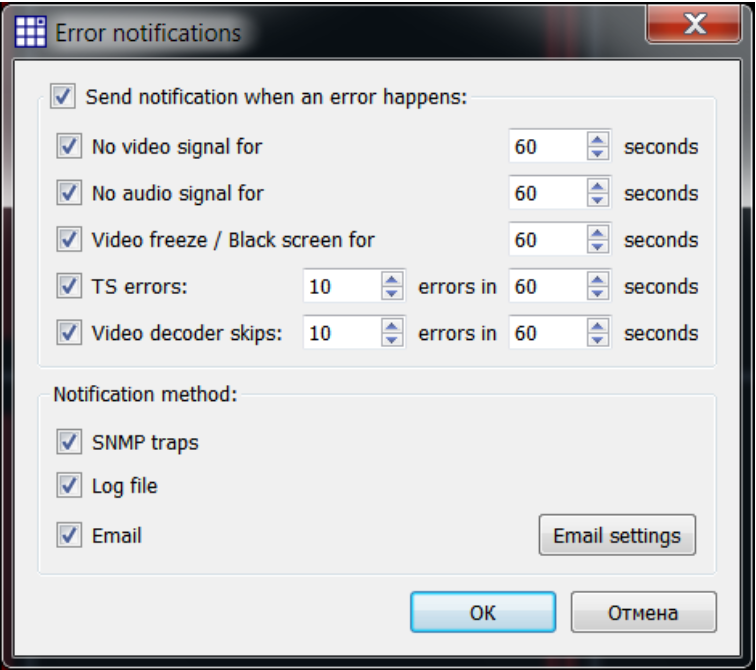 Error notifications
Send notification when an error happens:
No video signal for 60 seconds
No audio signal for 60 seconds
Video freeze / Black screen for 60 seconds
TS errors: 10 errors in 60 seconds
Video decoder skips: 10 errors in 60 seconds
Notification method:
SNMP traps
Log file
Email Email settings
OK Отмена